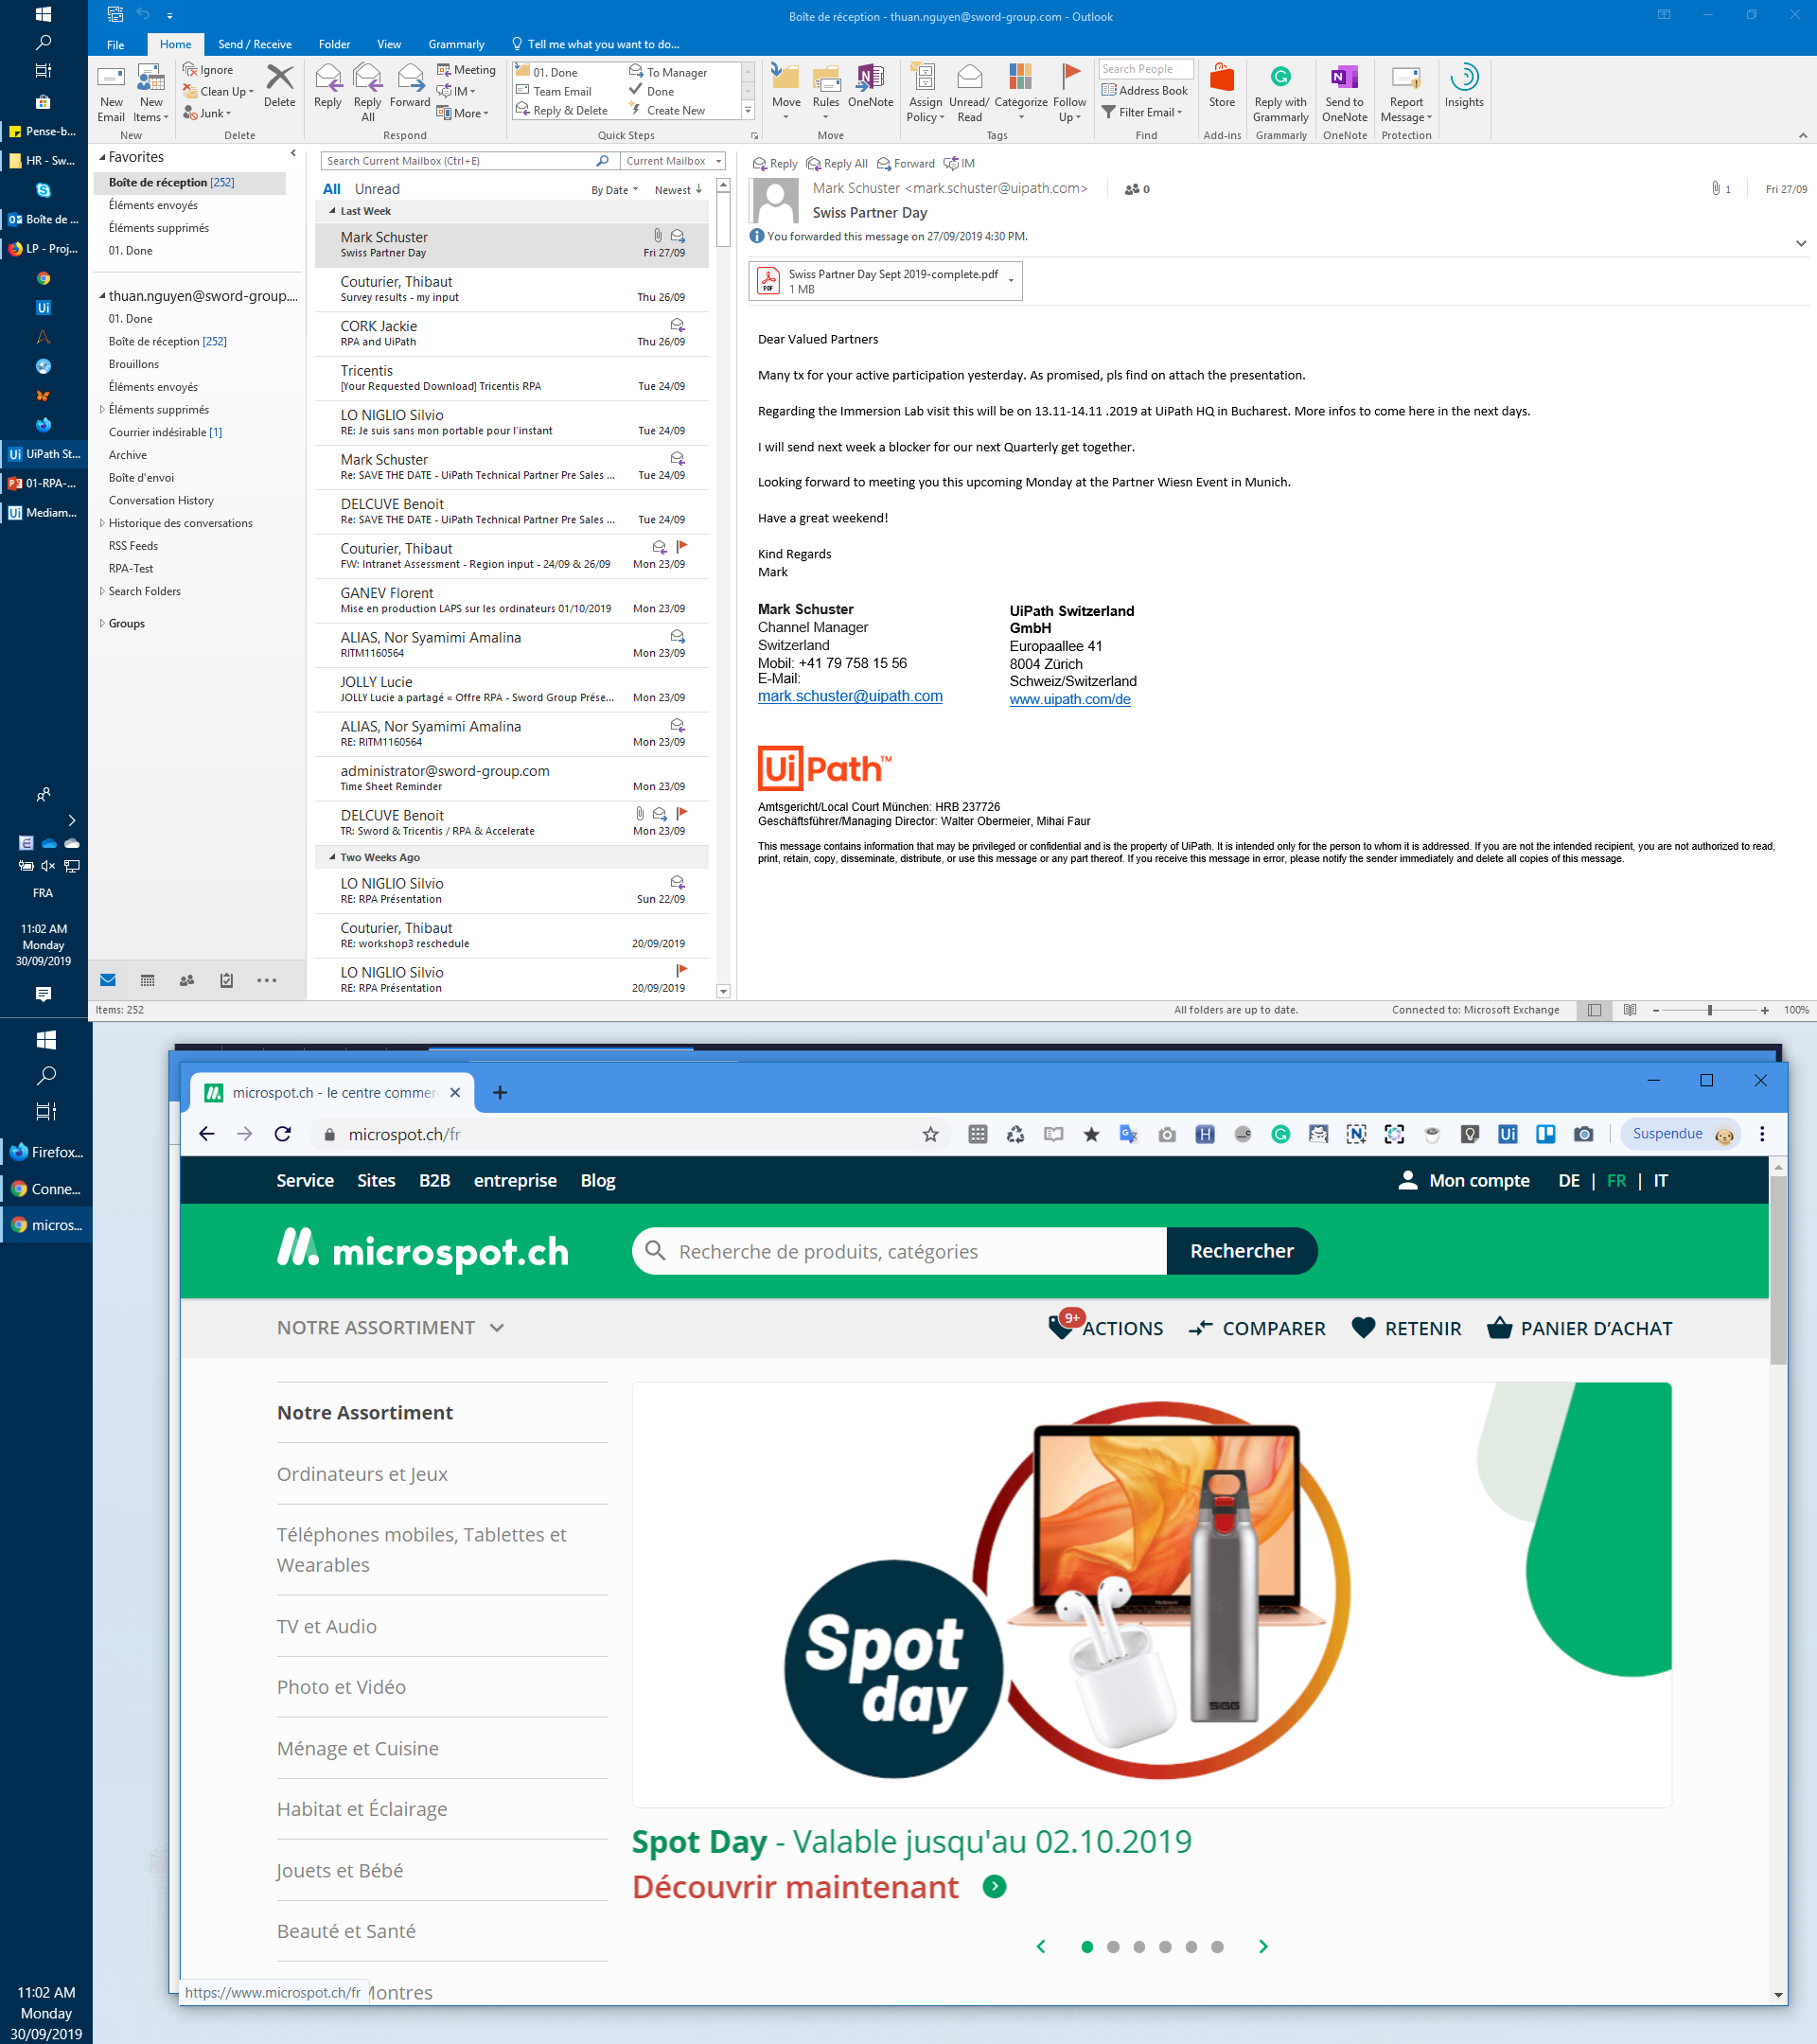 Boîte de réception - thuan.nguyen@sword-group.com - Outlook
File Home Send / Receive Folder View Grammarly Tell me what you want to do...
Pense-b...
HR - Sw...
Boîte de ...
LP - Proj...
UiPath St...
01-RPA-...
Mediam...
FRA
11:02 AM
Monday
30/09/2019
New Email
New Items
New
Ignore
Clean Up
Junk
Delete
Delete
Reply
Reply All
Forward
Meeting
IM
More
Respond
01. Done
Team Email
Reply & Delete
To Manager
Done
Create New
Quick Steps
Move
Rules
OneNote
Move
Assign Policy
Unread/ Read
Categorize
Follow Up
Tags
Search People
Address Book
Filter Email
Find
Store
Add-ins
Reply with Grammarly
Grammarly
Send to OneNote
OneNote
Report Message
Protection
Insights
Favorites
Boîte de réception [252]
Éléments envoyés
Éléments supprimés
01. Done
thuan.nguyen@sword-group....
01. Done
Boîte de réception [252]
Brouillons
Éléments envoyés
Éléments supprimés
Courrier indésirable [1]
Archive
Boîte d'envoi
Conversation History
Historique des conversations
RSS Feeds
RPA-Test
Search Folders
Groups
Search Current Mailbox (Ctrl+E) Current Mailbox
All Unread By Date Newest
Last Week
Mark Schuster
Swiss Partner Day Fri 27/09
Couturier, Thibaut
Survey results - my input Thu 26/09
CORK Jackie
RPA and UiPath Thu 26/09
Tricentis
[Your Requested Download] Tricentis RPA Tue 24/09
LO NIGLIO Silvio
RE: Je suis sans mon portable pour l'instant Tue 24/09
Mark Schuster
Re: SAVE THE DATE - UiPath Technical Partner Pre Sales ... Tue 24/09
DELCUVE Benoit
Re: SAVE THE DATE - UiPath Technical Partner Pre Sales ... Tue 24/09
Couturier, Thibaut
FW: Intranet Assessment - Region input - 24/09 & 26/09 Mon 23/09
GANEV Florent
Mise en production LAPS sur les ordinateurs 01/10/2019 Mon 23/09
ALIAS, Nor Syamimi Amalina
RITM1160564 Mon 23/09
JOLLY Lucie
JOLLY Lucie a partagé « Offre RPA - Sword Group Prése... Mon 23/09
ALIAS, Nor Syamimi Amalina
RE: RITM1160564 Mon 23/09
administrator@sword-group.com
Time Sheet Reminder Mon 23/09
DELCUVE Benoit
TR: Sword & Tricentis / RPA & Accelerate Mon 23/09
Two Weeks Ago
LO NIGLIO Silvio
RE: RPA Présentation Sun 22/09
Couturier, Thibaut
RE: workshop3 reschedule 20/09/2019
LO NIGLIO Silvio
RE: RPA Présentation 20/09/2019
Reply Reply All Forward IM
Mark Schuster <mark.schuster@uipath.com> 0 1 Fri 27/09
Swiss Partner Day
You forwarded this message on 27/09/2019 4:30 PM.
Swiss Partner Day Sept 2019-complete.pdf
1 MB
Dear Valued Partners
Many tx for your active participation yesterday. As promised, pls find on attach the presentation.
Regarding the Immersion Lab visit this will be on 13.11-14.11 .2019 at UiPath HQ in Bucharest. More infos to come here in the next days.
I will send next week a blocker for our next Quarterly get together.
Looking forward to meeting you this upcoming Monday at the Partner Wiesn Event in Munich.
Have a great weekend!
Kind Regards
Mark
Mark Schuster
Channel Manager
Switzerland
Mobil: +41 79 758 15 56
E-Mail:
mark.schuster@uipath.com
UiPath Switzerland
GmbH
Europaallee 41
8004 Zürich
Schweiz/Switzerland
www.uipath.com/de
UiPath™
Amtsgericht/Local Court München: HRB 237726
Geschäftsführer/Managing Director: Walter Obermeier, Mihai Faur
This message contains information that may be privileged or confidential and is the property of UiPath. It is intended only for the person to whom it is addressed. If you are not the intended recipient, you are not authorized to read,
print, retain, copy, disseminate, distribute, or use this message or any part thereof. If you receive this message in error, please notify the sender immediately and delete all copies of this message.
Items: 252 All folders are up to date. Connected to: Microsoft Exchange 100%
Firefox...
Conne...
micros...
microspot.ch - le centre commer
microspot.ch/fr
Suspendue
Service Sites B2B entreprise Blog
Mon compte DE | FR | IT
microspot.ch
Recherche de produits, catégories Rechercher
NOTRE ASSORTIMENT
9+ ACTIONS COMPARER RETENIR PANIER D'ACHAT
Notre Assortiment
Ordinateurs et Jeux
Téléphones mobiles, Tablettes et
Wearables
TV et Audio
Photo et Vidéo
Ménage et Cuisine
Habitat et Éclairage
Jouets et Bébé
Beauté et Santé
Montres
Spot
day
SIGG
Spot Day - Valable jusqu'au 02.10.2019
Découvrir maintenant
https://www.microspot.ch/fr
11:02 AM
Monday
30/09/2019